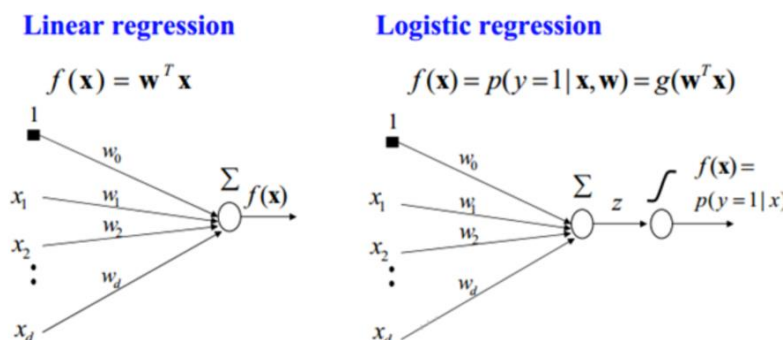 Linear regression
f(x) = wᵀx
1
w₀
Σ
f(x)
x₁
w₁
x₂
w₂
⋮
w_d
x_d
Logistic regression
f(x) = p(y=1|x,w) = g(wᵀx)
1
w₀
Σ
f(x) =
p(y=1|x)
x₁
w₁
z
x₂
w₂
⋮
w_d
x_d